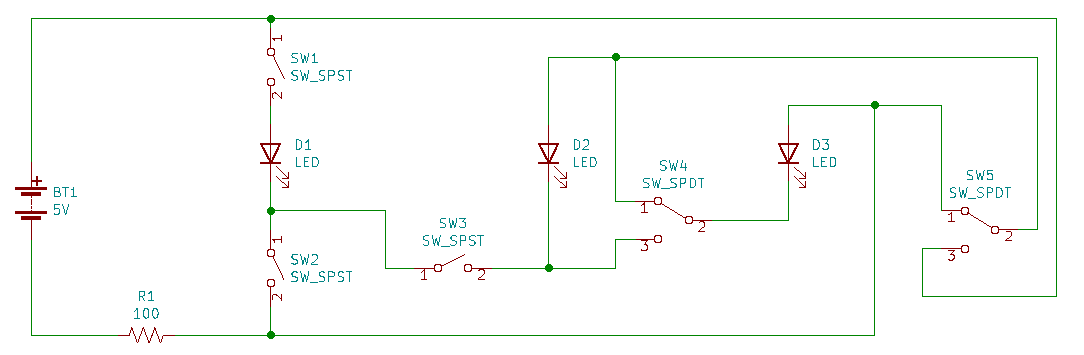 1
SW1
SW_SPST
2
D1
LED
D2
LED
D3
LED
SW4
SW_SPDT
SW5
SW_SPDT
+
BT1
5V
1
2
3
1
2
3
SW3
SW_SPST
1
2
1
SW2
SW_SPST
2
R1
100